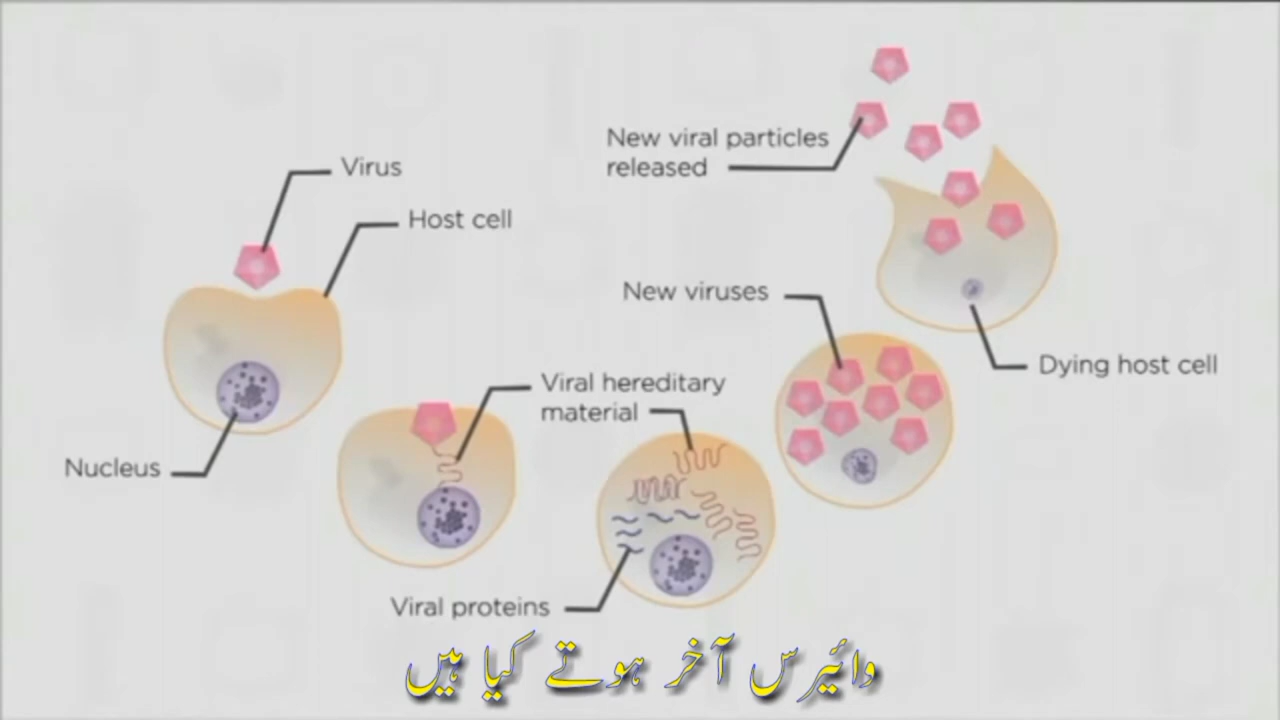 Virus
Host cell
Nucleus
Viral hereditary
material
Viral proteins
New viruses
New viral particles
released
Dying host cell
وائیرس آخر ہوتے کیا ہیں